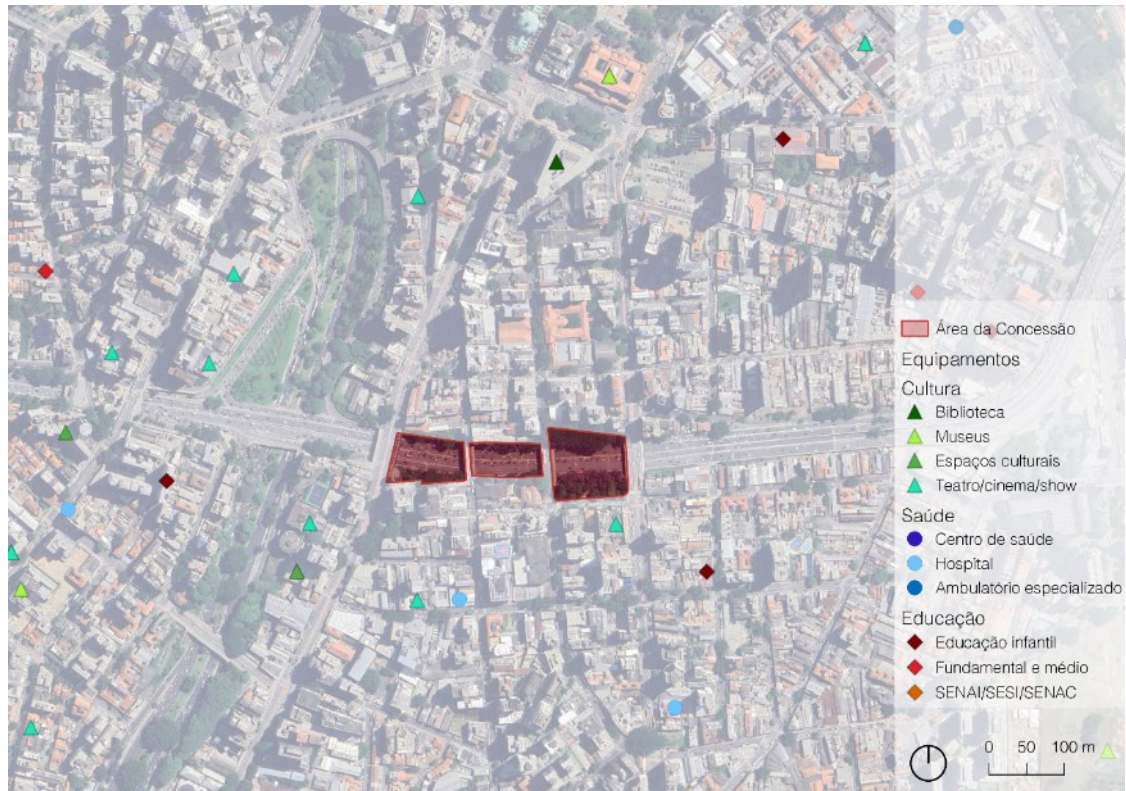 Área da Concessão
Equipamentos
Cultura
Biblioteca
Museus
Espaços culturais
Teatro/cinema/show
Saúde
Centro de saúde
Hospital
Ambulatório especializado
Educação
Educação infantil
Fundamental e médio
SENAI/SESI/SENAC
0 50 100 m